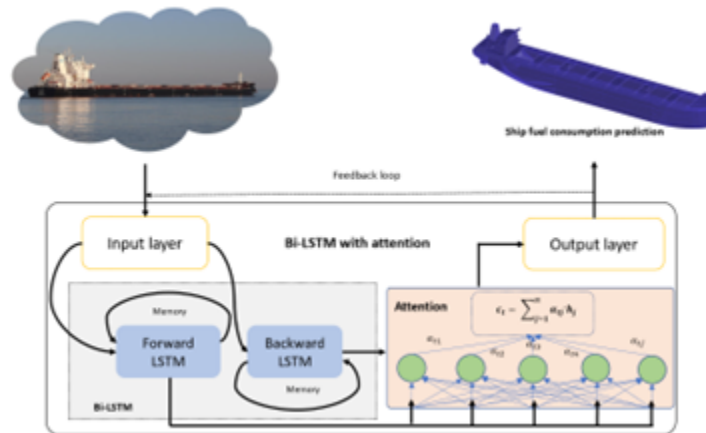 Ship fuel consumption prediction
Feedback loop
Input layer
Bi-LSTM with attention
Output layer
Attention
Memory
Forward
LSTM
Backward
LSTM
Memory
Bi-LSTM